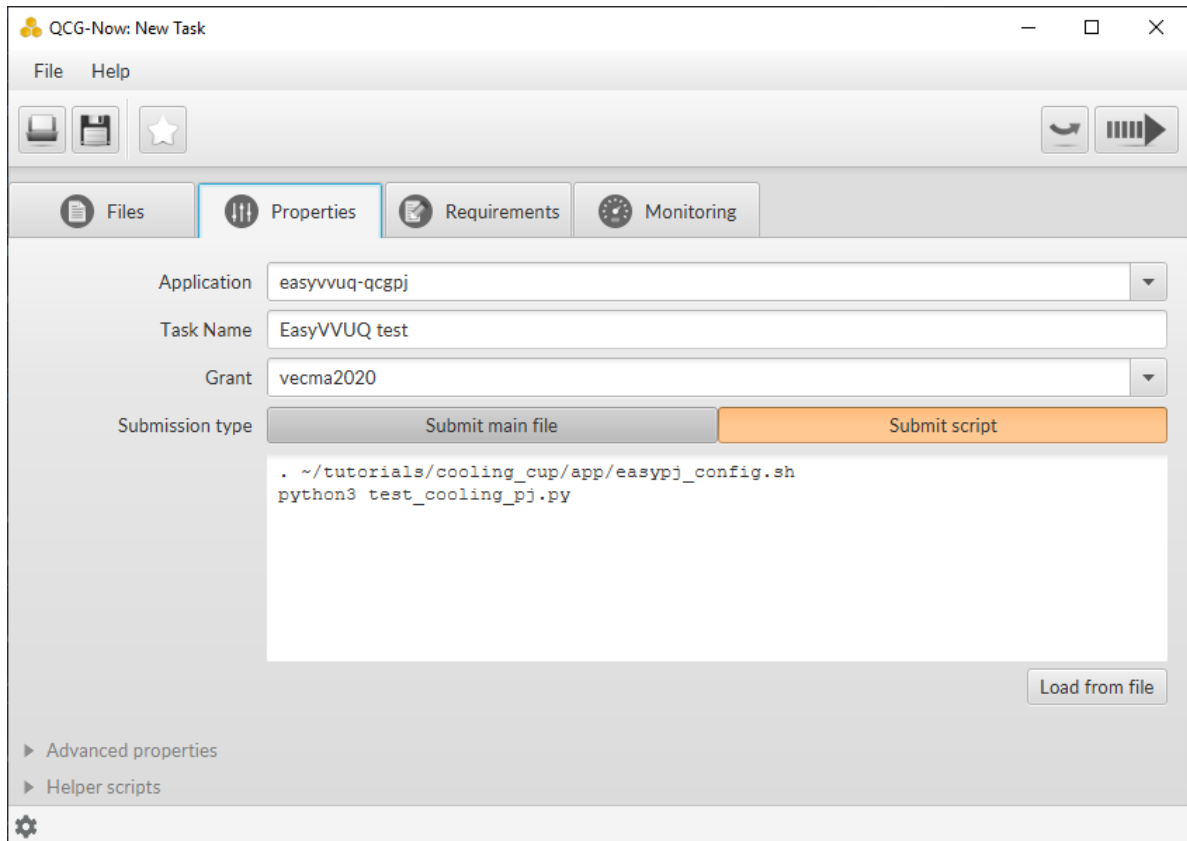 QCG-Now: New Task
File Help
Files Properties Requirements Monitoring
Application easyvvuq-qcgpj
Task Name EasyVVUQ test
Grant vecma2020
Submission type Submit main file Submit script
. ~/tutorials/cooling_cup/app/easypj_config.sh
python3 test_cooling_pj.py
Load from file
Advanced properties
Helper scripts